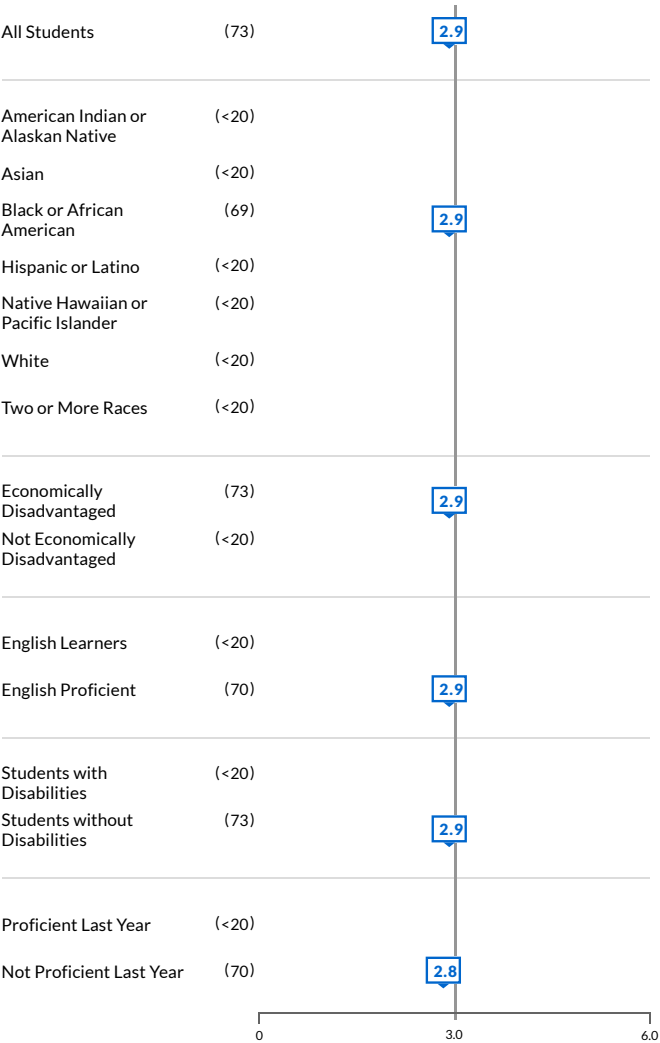 All Students (73) 2.9
American Indian or (<20)
Alaskan Native
Asian (<20)
Black or African (69) 2.9
American
Hispanic or Latino (<20)
Native Hawaiian or (<20)
Pacific Islander
White (<20)
Two or More Races (<20)
Economically (73) 2.9
Disadvantaged
Not Economically (<20)
Disadvantaged
English Learners (<20)
English Proficient (70) 2.9
Students with (<20)
Disabilities
Students without (73) 2.9
Disabilities
Proficient Last Year (<20)
Not Proficient Last Year (70) 2.8
0 3.0 6.0